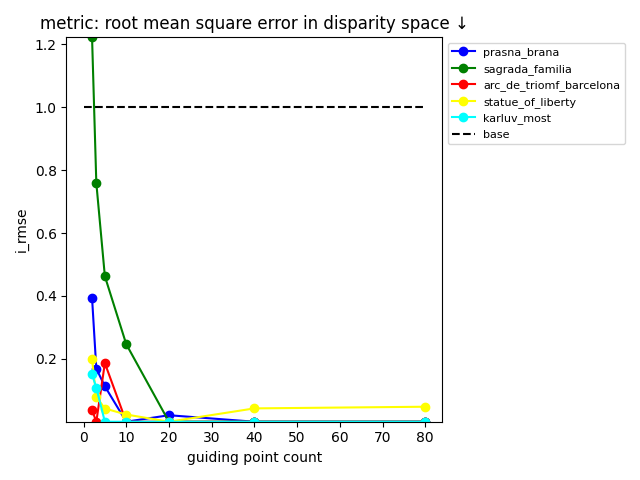 metric: root mean square error in disparity space ↓
i_rmse
1.2
1.0
0.8
0.6
0.4
0.2
0 10 20 30 40 50 60 70 80
guiding point count
prasna_brana
sagrada_familia
arc_de_triomf_barcelona
statue_of_liberty
karluv_most
base